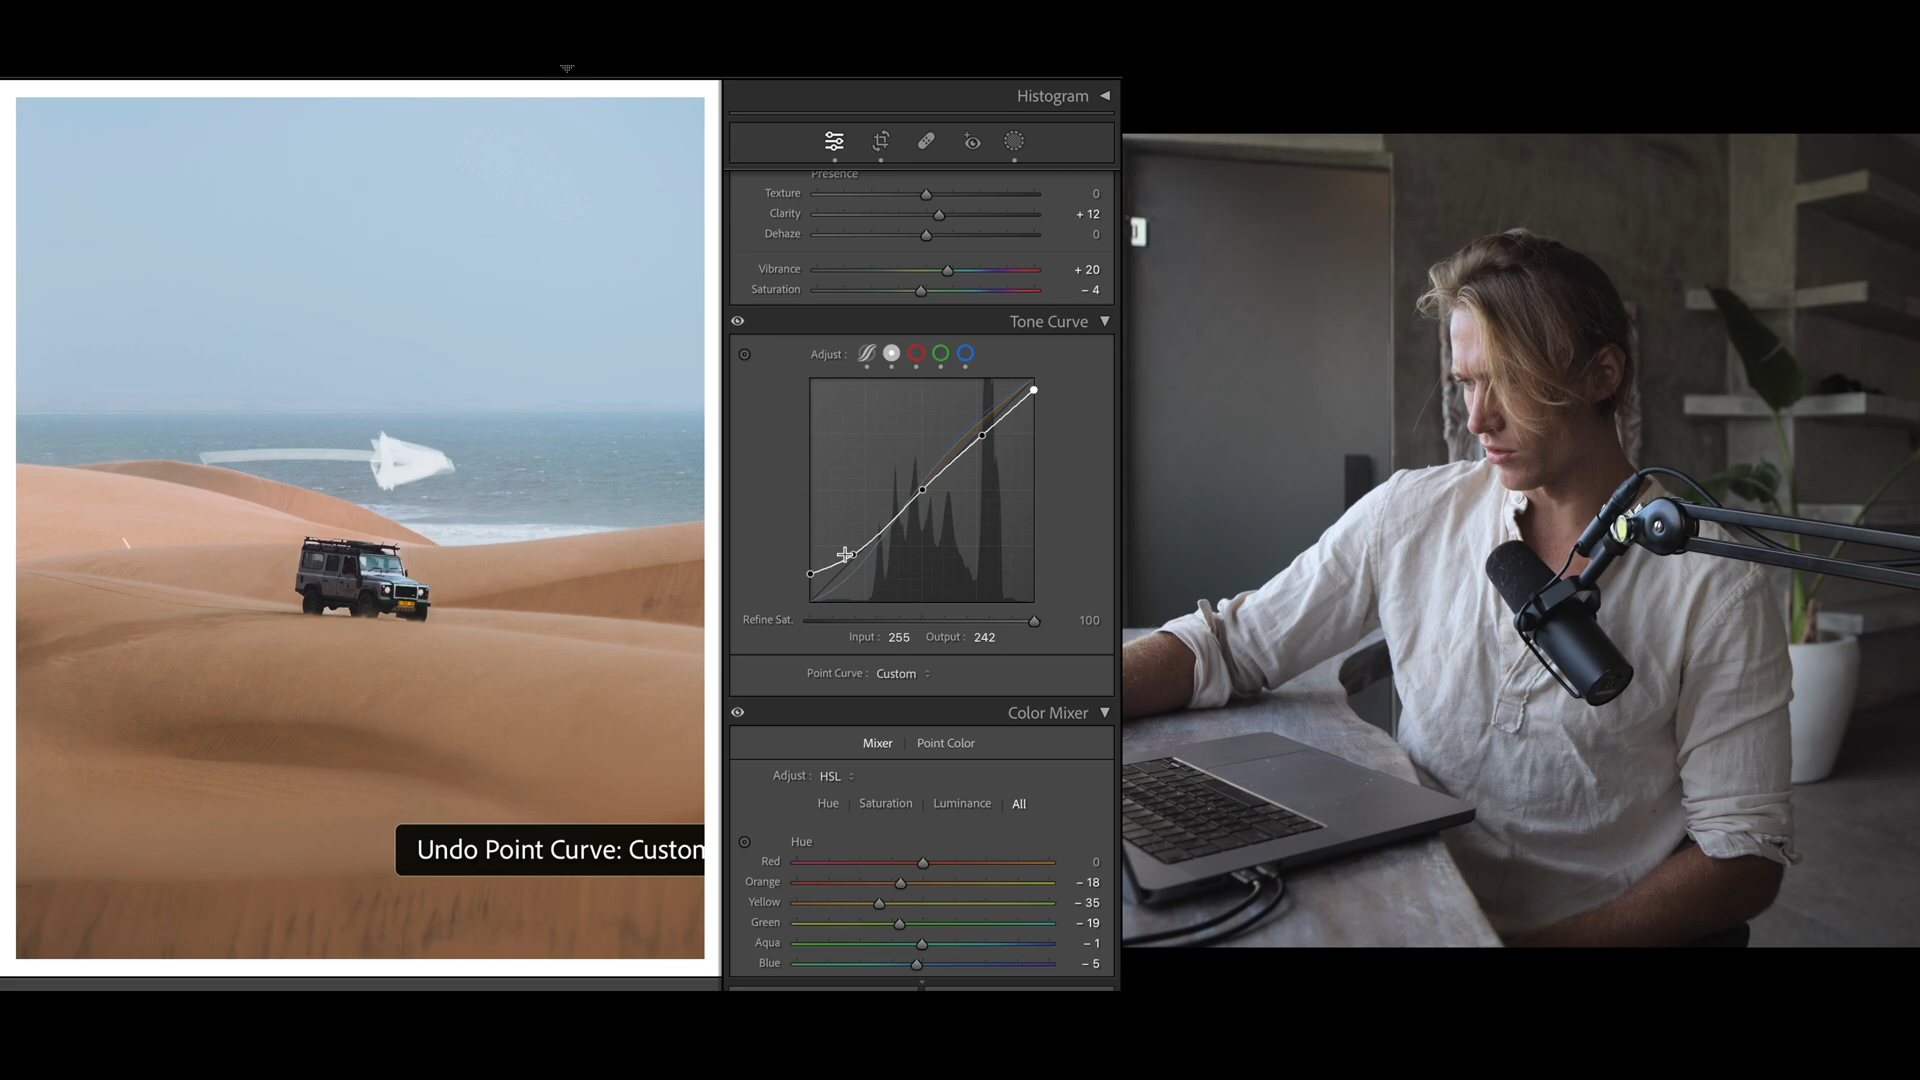 Histogram
Presence
Texture 0
Clarity + 12
Dehaze 0
Vibrance + 20
Saturation – 4
Tone Curve
Adjust :
Refine Sat. 100
Input : 255 Output : 242
Point Curve : Custom
Color Mixer
Mixer | Point Color
Adjust : HSL
Hue | Saturation | Luminance | All
Undo Point Curve: Custom
Hue
Red 0
Orange – 18
Yellow – 35
Green – 19
Aqua – 1
Blue – 5